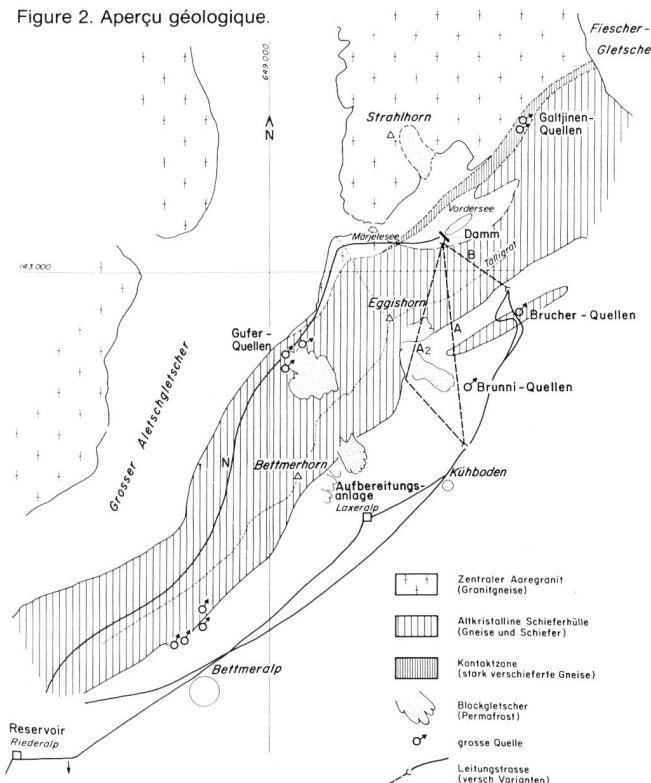 Figure 2. Aperçu géologique.
Fiescher-
Gletsche
649 000
N
Strahlhorn
Galtjinen-
Quellen
Vordersee
Märjelesee
Damm
B
Tälligrat
143 000
Eggishorn
Gufer-
Quellen
A
A2
Brucher-Quellen
Brunni-Quellen
Grosser Aletschgletscher
N
Bettmerhorn
Aufbereitungs-
anlage
Laxeralp
Kühboden
Zentraler Aaregranit
(Granitgneise)
Altkristalline Schieferhülle
(Gneise und Schiefer)
Kontaktzone
(stark verschieferte Gneise)
Bettmeralp
Blockgletscher
(Permafrost)
Reservoir
Riederalp
grosse Quelle
Leitungstrasse
(versch Varianten)